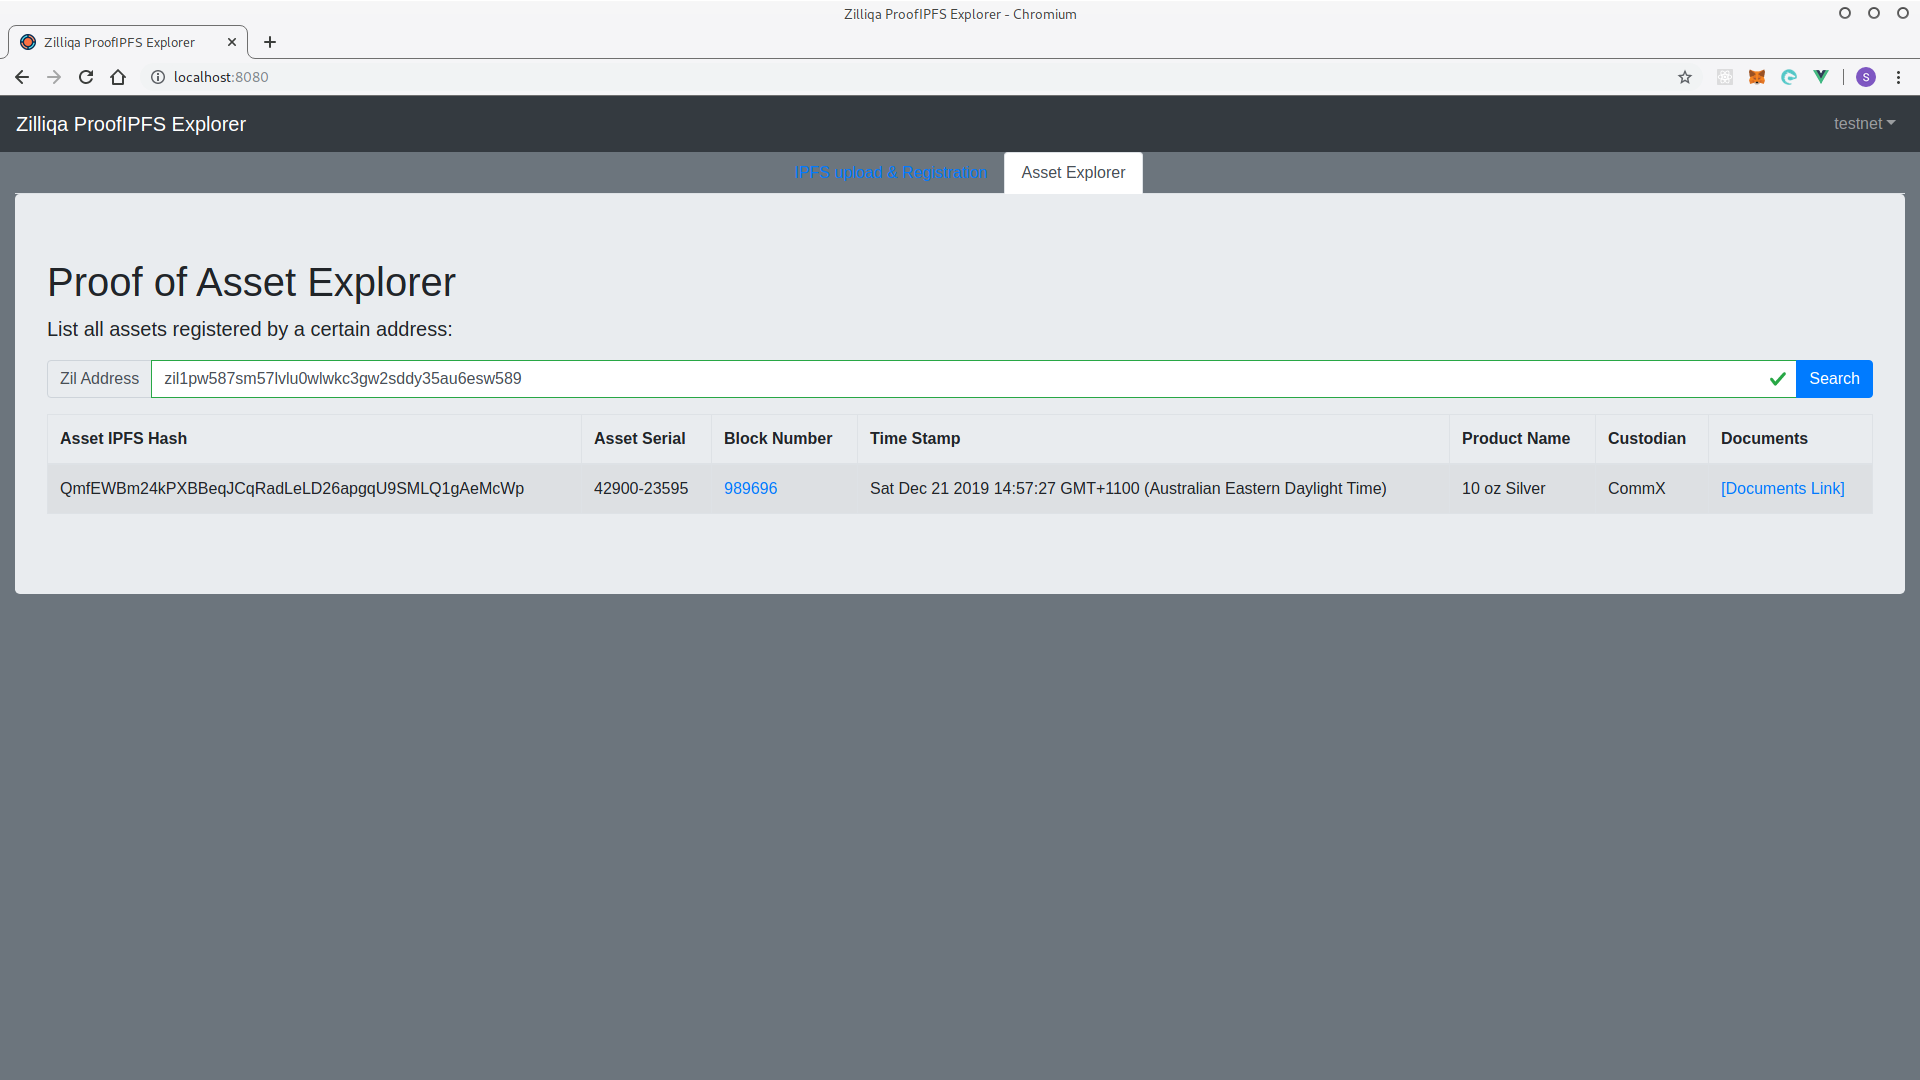 Zilliqa ProofIPFS Explorer - Chromium
Zilliqa ProofIPFS Explorer
localhost:8080
S
Zilliqa ProofIPFS Explorer
testnet
IPFS upload & Registration
Asset Explorer
Proof of Asset Explorer
List all assets registered by a certain address:
Zil Address zil1pw587sm57lvlu0wlwkc3gw2sddy35au6esw589 Search
Asset IPFS Hash Asset Serial Block Number Time Stamp Product Name Custodian Documents
QmfEWBm24kPXBBeqJCqRadLeLD26apgqU9SMLQ1gAeMcWp 42900-23595 989696 Sat Dec 21 2019 14:57:27 GMT+1100 (Australian Eastern Daylight Time) 10 oz Silver CommX [Documents Link]